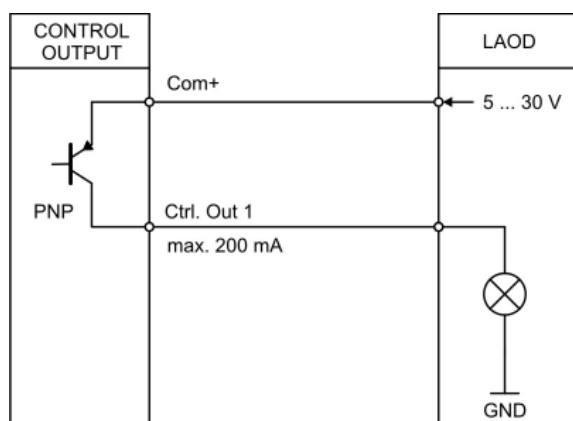 CONTROL
OUTPUT
LAOD
Com+
5 ... 30 V
PNP
Ctrl. Out 1
max. 200 mA
GND